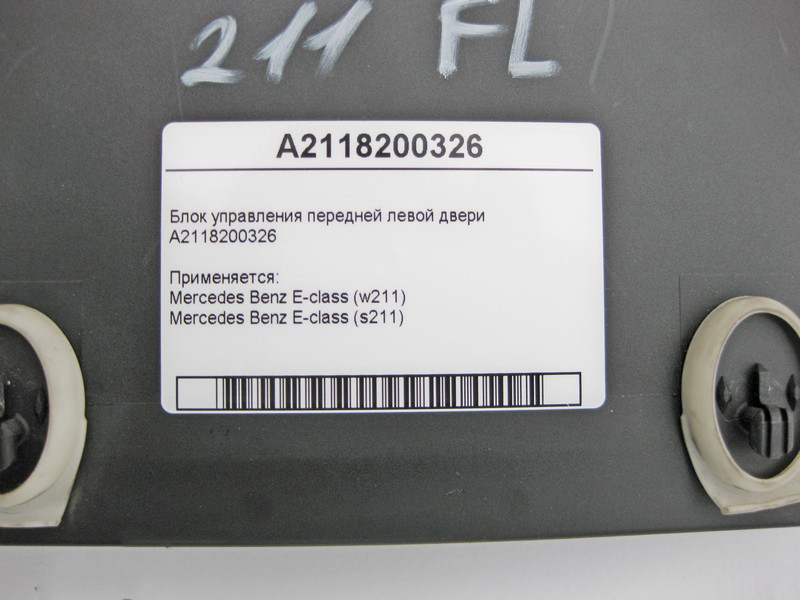 211 FL
A2118200326
Блок управления передней левой двери
A2118200326
Применяется:
Mercedes Benz E-class (w211)
Mercedes Benz E-class (s211)